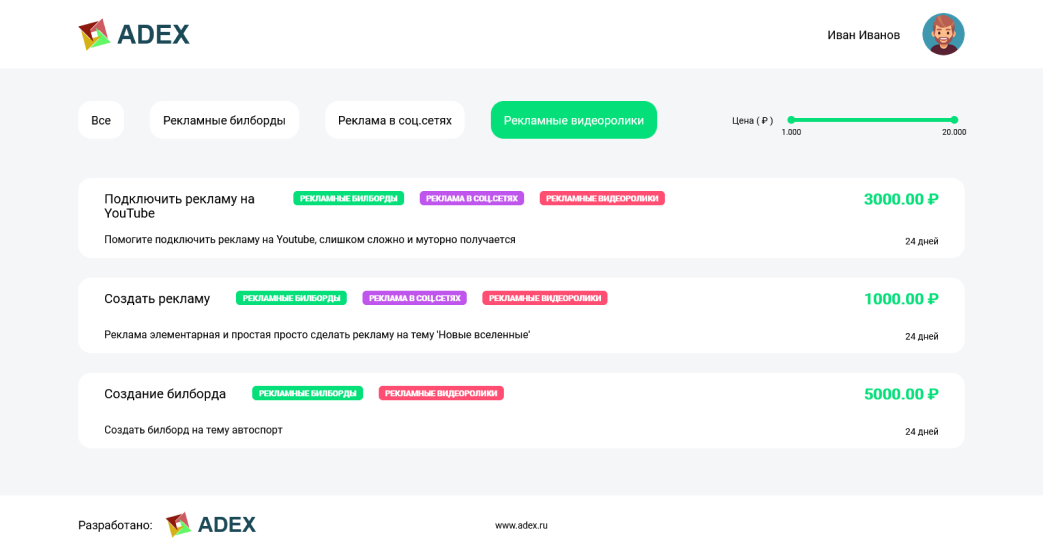 ADEX
Иван Иванов
Все
Рекламные билборды
Реклама в соц.сетях
Рекламные видеоролики
Цена ( ₽ )
1.000
20.000
Подключить рекламу на
YouTube
РЕКЛАМНЫЕ БИЛБОРДЫ
РЕКЛАМА В СОЦ.СЕТЯХ
РЕКЛАМНЫЕ ВИДЕОРОЛИКИ
3000.00 ₽
Помогите подключить рекламу на Youtube, слишком сложно и муторно получается
24 дней
Создать рекламу
РЕКЛАМНЫЕ БИЛБОРДЫ
РЕКЛАМА В СОЦ.СЕТЯХ
РЕКЛАМНЫЕ ВИДЕОРОЛИКИ
1000.00 ₽
Реклама элементарная и простая просто сделать рекламу на тему 'Новые вселенные'
24 дней
Создание билборда
РЕКЛАМНЫЕ БИЛБОРДЫ
РЕКЛАМНЫЕ ВИДЕОРОЛИКИ
5000.00 ₽
Создать билборд на тему автоспорт
24 дней
Разработано:
ADEX
www.adex.ru